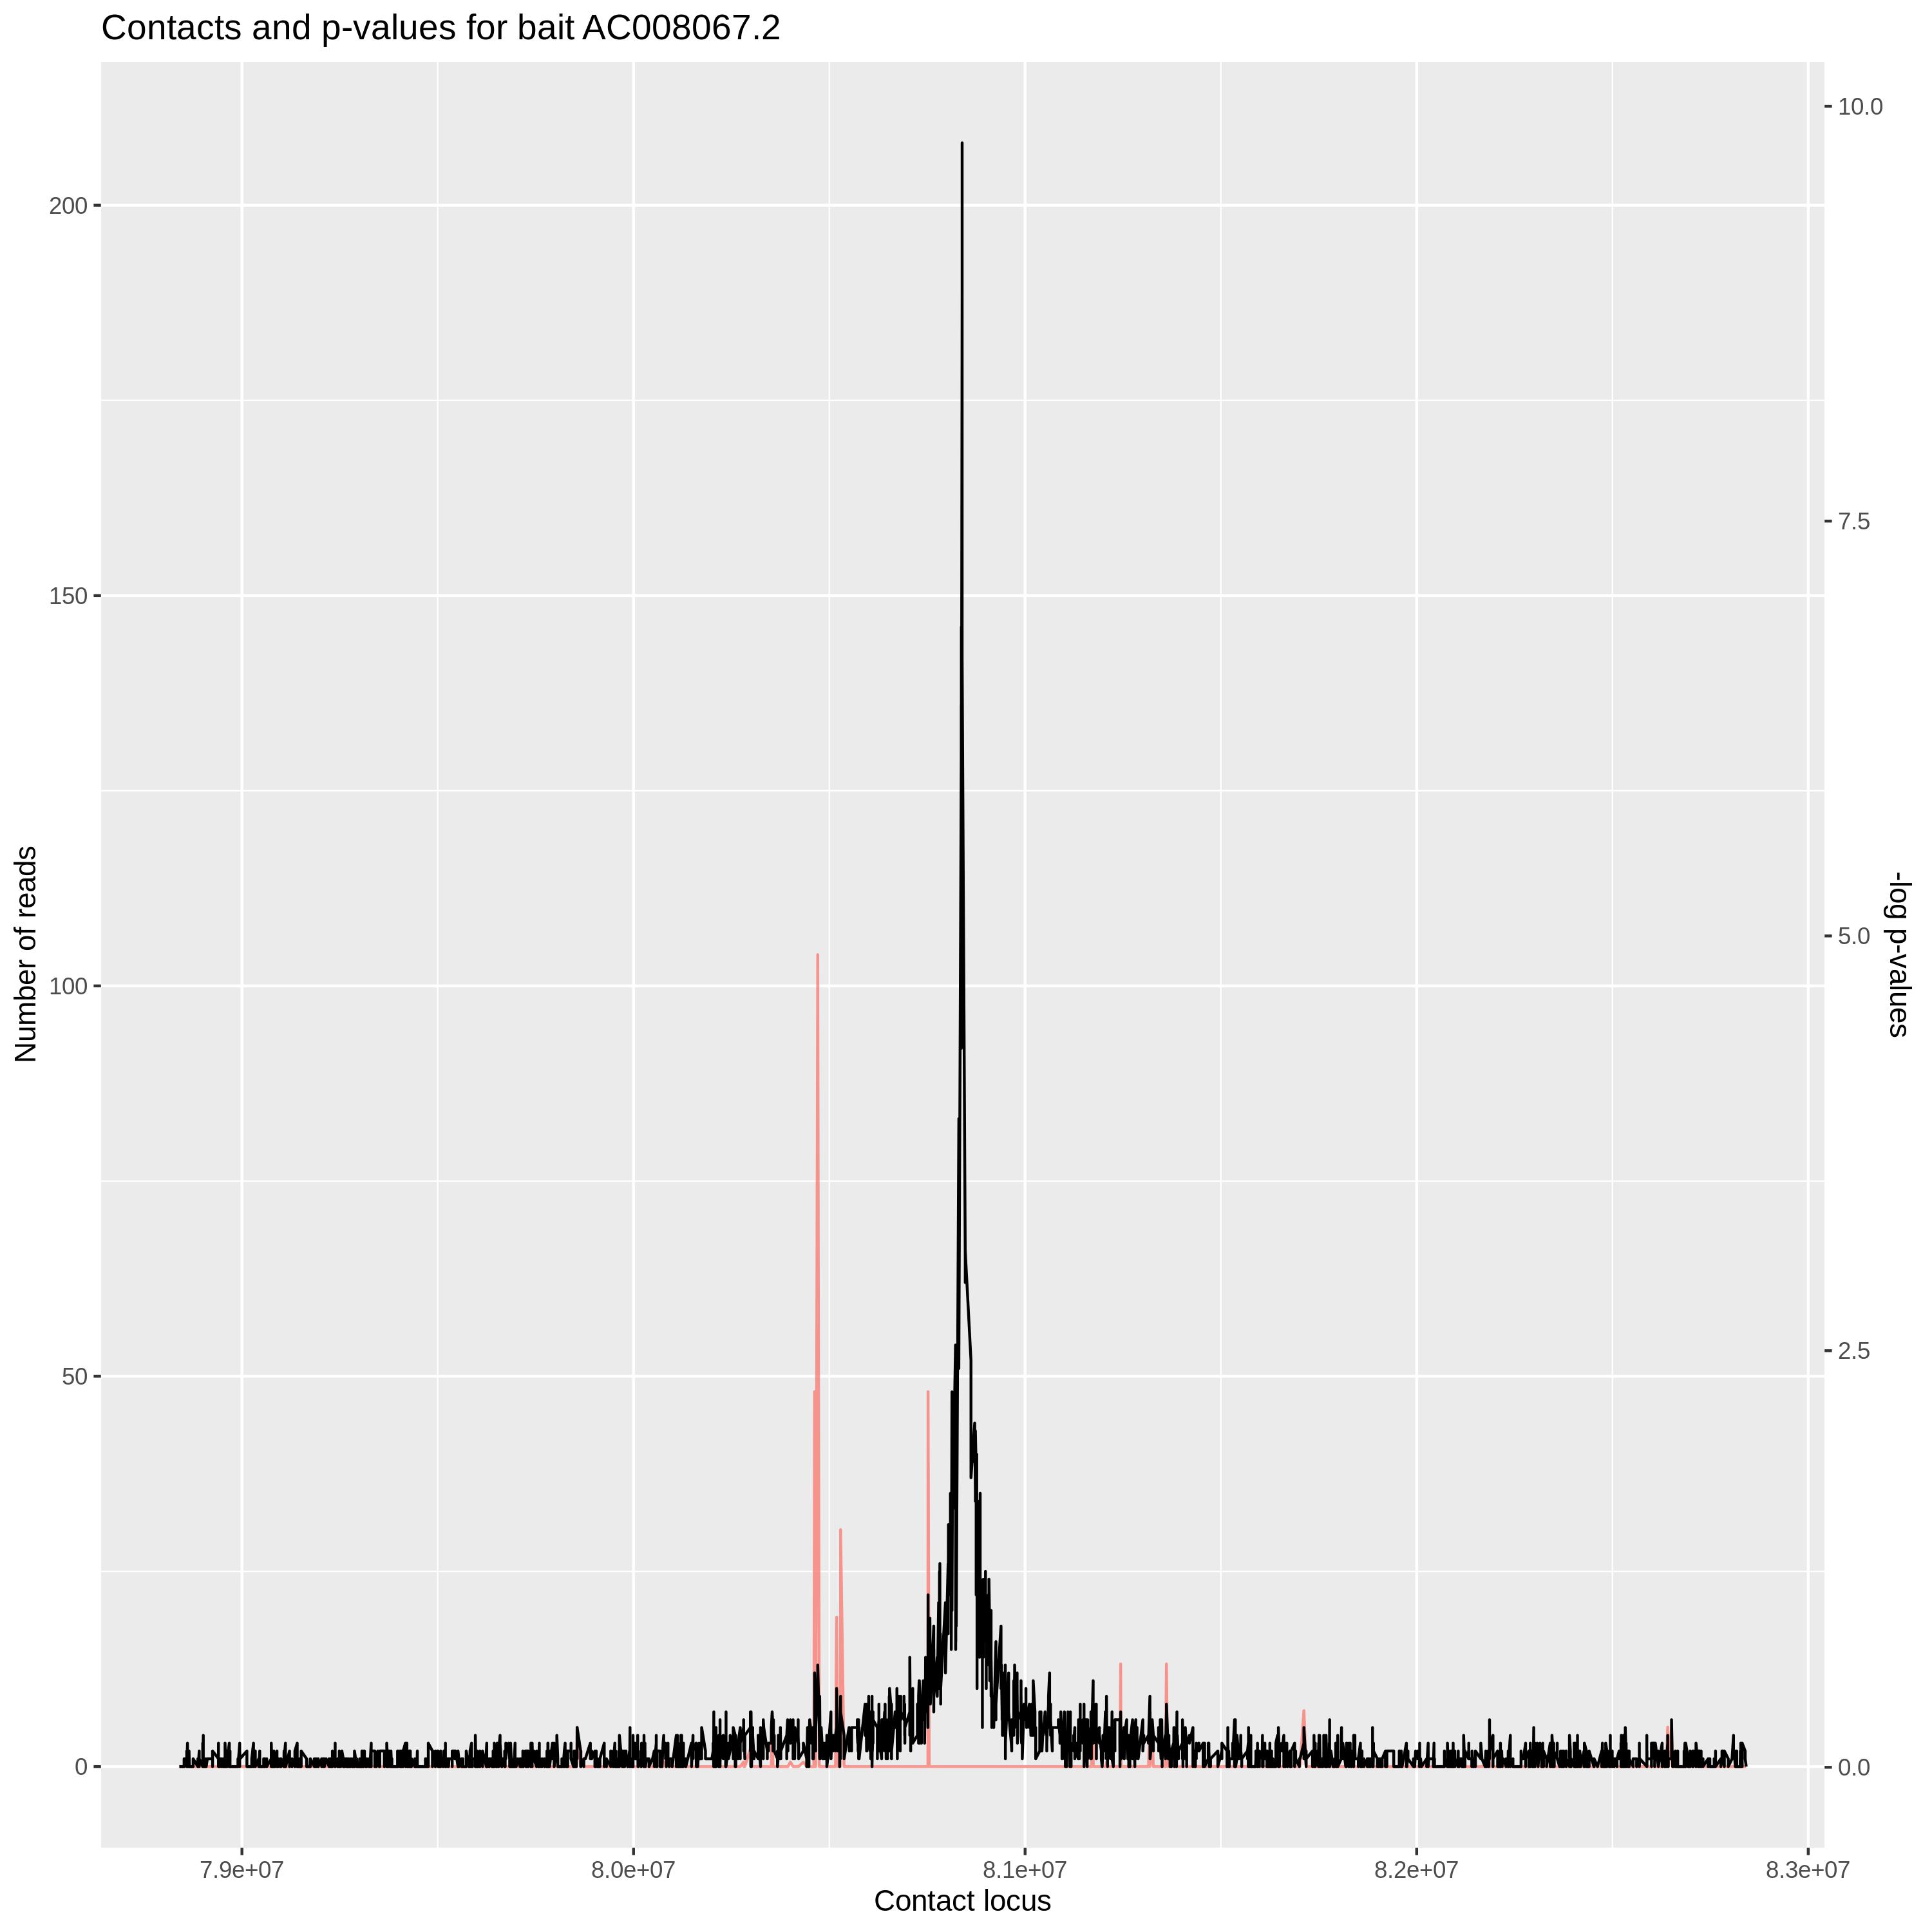 Contacts and p-values for bait AC008067.2
200
150
100
50
0
Number of reads
10.0
7.5
5.0
2.5
0.0
-log p-values
7.9e+07
8.0e+07
8.1e+07
8.2e+07
8.3e+07
Contact locus